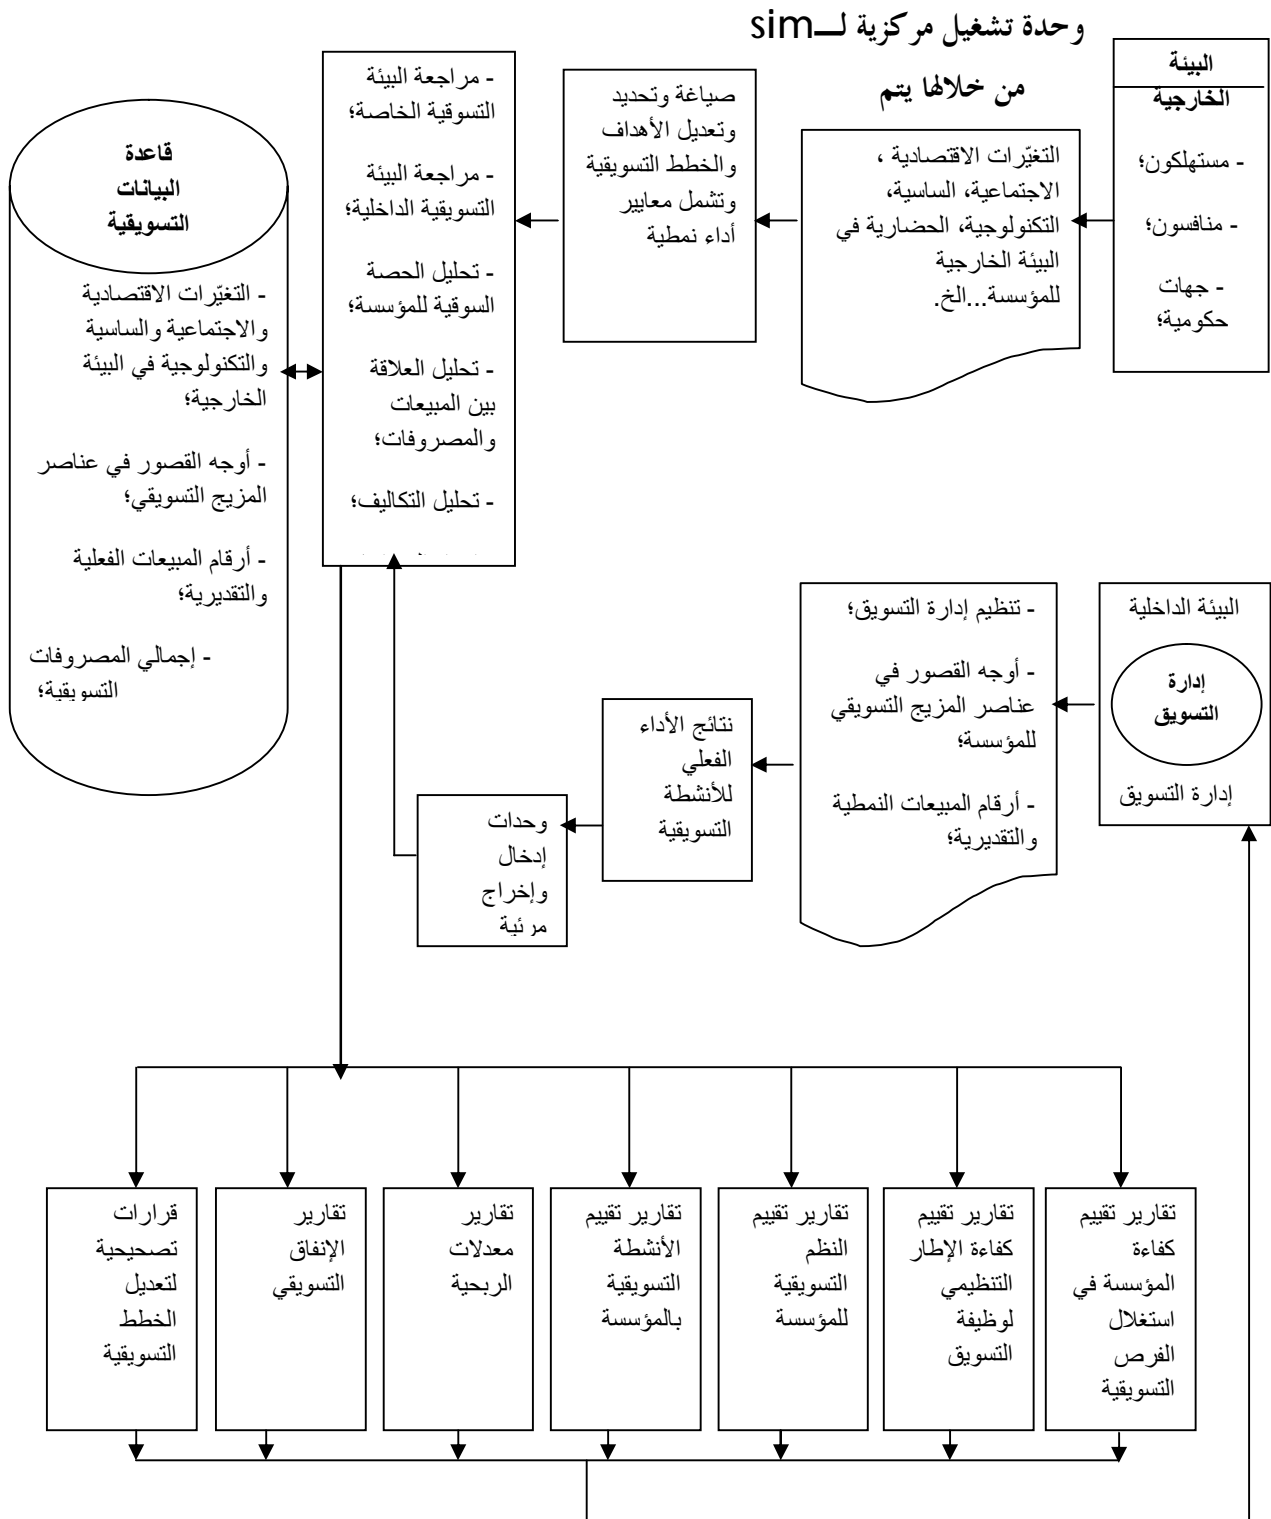 وحدة تشغيل مركزية لــsim
من خلالها يتم
البيئة
الخارجية
- مستهلكون؛
- منافسون؛
- جهات
حكومية؛
التغيّرات الاقتصادية ،
الاجتماعية، الساسية،
التكنولوجية، الحضارية في
البيئة الخارجية
للمؤسسة...الخ.
صياغة وتحديد
وتعديل الأهداف
والخطط التسويقية
وتشمل معايير
أداء نمطية
- مراجعة البيئة
التسوقية الخاصة؛
- مراجعة البيئة
التسويقية الداخلية؛
- تحليل الحصة
السوقية للمؤسسة؛
- تحليل العلاقة
بين المبيعات
والمصروفات؛
- تحليل التكاليف؛
قاعدة
البيانات
التسويقية
- التغيّرات الاقتصادية
والاجتماعية والساسية
والتكنولوجية في البيئة
الخارجية؛
- أوجه القصور في عناصر
المزيج التسويقي؛
- أرقام المبيعات الفعلية
والتقديرية؛
- إجمالي المصروفات
التسويقية؛
البيئة الداخلية
إدارة
التسويق
إدارة التسويق
- تنظيم إدارة التسويق؛
- أوجه القصور في
عناصر المزيج التسويقي
للمؤسسة؛
- أرقام المبيعات النمطية
والتقديرية؛
نتائج الأداء
الفعلي
للأنشطة
التسويقية
وحدات
إدخال
وإخراج
مرئية
تقارير تقييم
كفاءة
المؤسسة في
استغلال
الفرص
التسويقية
تقارير تقييم
كفاءة الإطار
التنظيمي
لوظيفة
التسويق
تقارير تقييم
النظم
التسويقية
للمؤسسة
تقارير تقييم
الأنشطة
التسويقية
بالمؤسسة
تقارير
معدلات
الربحية
تقارير
الإنفاق
التسويقي
قرارات
تصحيحية
لتعديل
الخطط
التسويقية